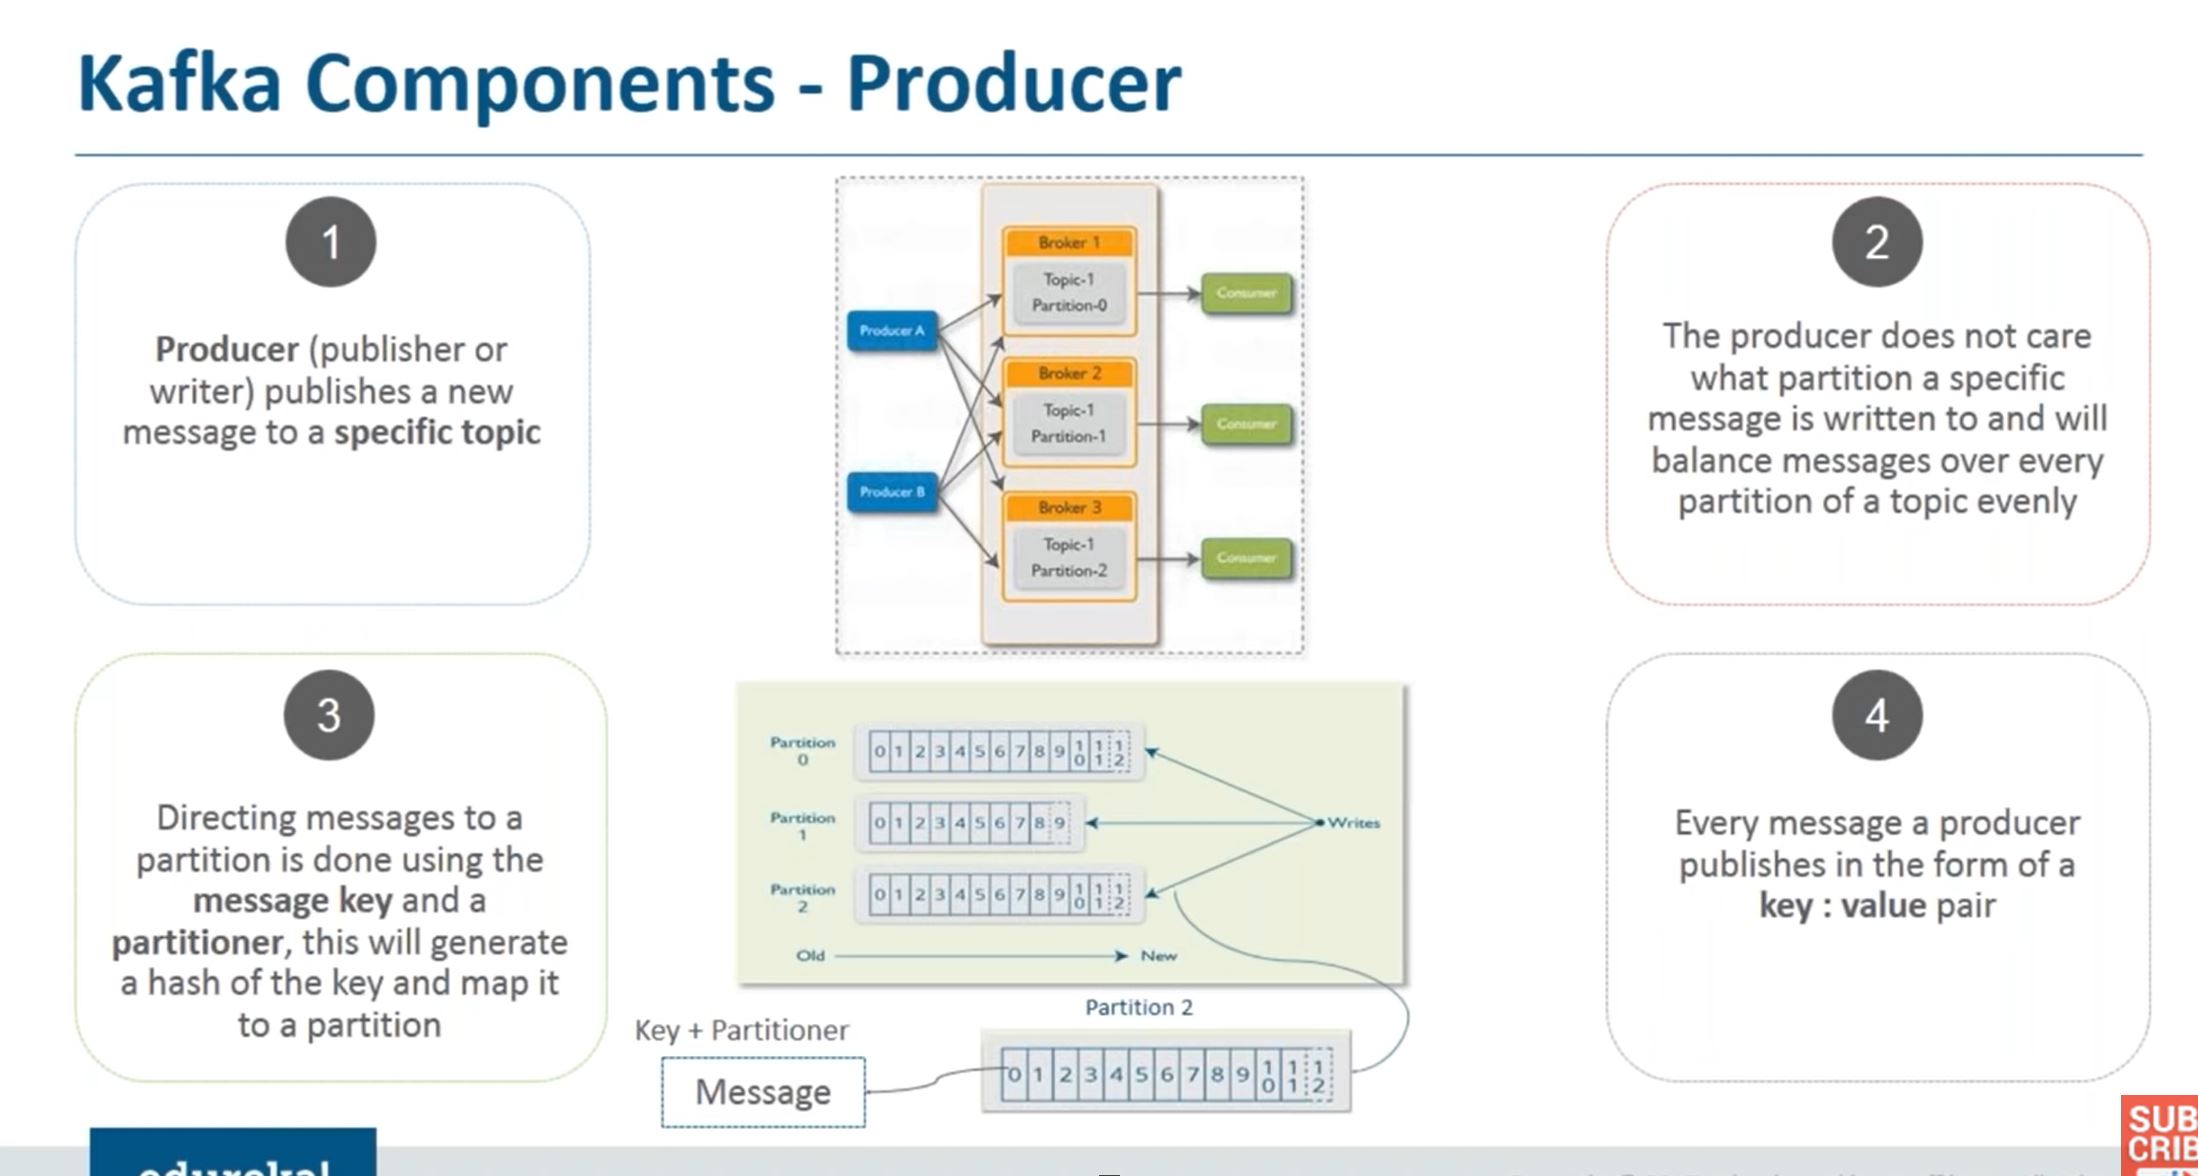 Kafka Components - Producer
1
Producer (publisher or
writer) publishes a new
message to a specific topic
Broker 1
Topic-1
Partition-0
Consumer
Producer A
Broker 2
Topic-1
Partition-1
Consumer
Producer B
Broker 3
Topic-1
Partition-2
Consumer
2
The producer does not care
what partition a specific
message is written to and will
balance messages over every
partition of a topic evenly
3
Directing messages to a
partition is done using the
message key and a
partitioner, this will generate
a hash of the key and map it
to a partition
Partition
0
0 1 2 3 4 5 6 7 8 9 10 11 12
Partition
1
0 1 2 3 4 5 6 7 8 9
Writes
Partition
2
0 1 2 3 4 5 6 7 8 9 10 11 12
Old
New
Partition 2
Key + Partitioner
Message
0 1 2 3 4 5 6 7 8 9 10 11 12
4
Every message a producer
publishes in the form of a
key : value pair
edureka!
SUB
CRIB